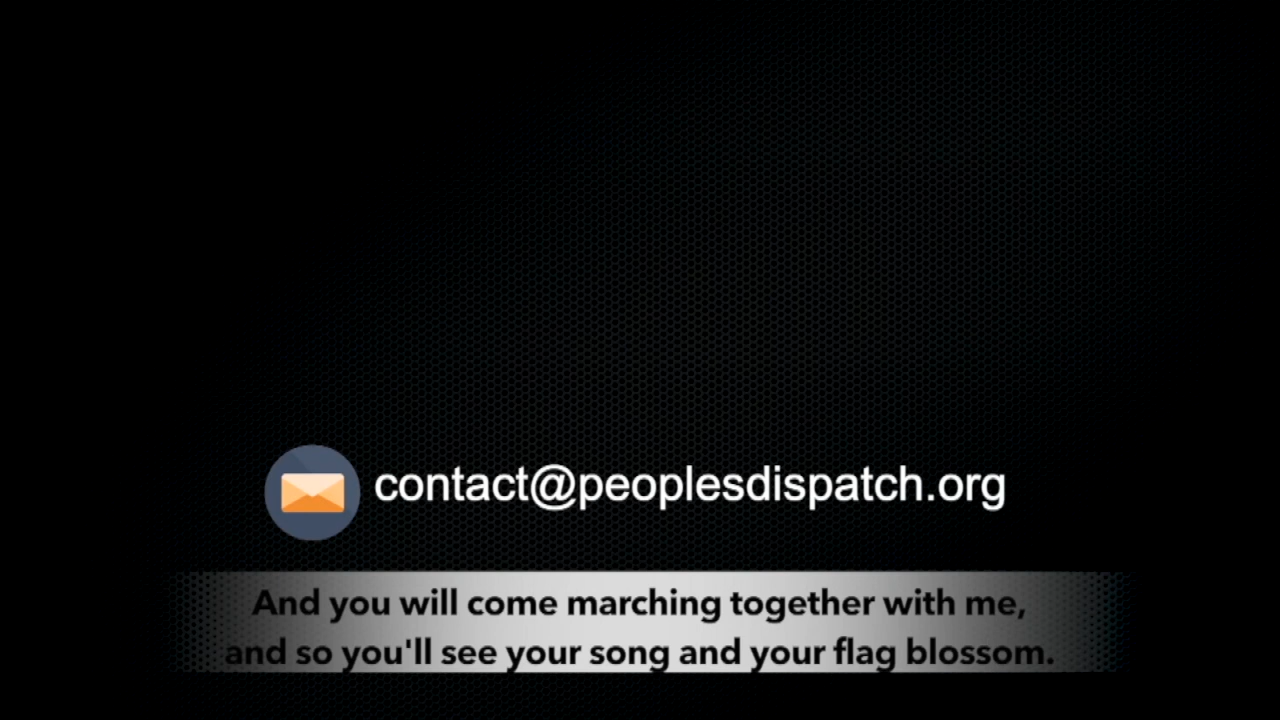 contact@peoplesdispatch.org
And you will come marching together with me,
and so you'll see your song and your flag blossom.